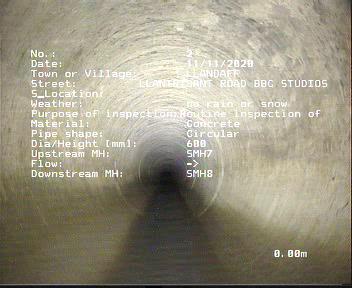 No.: 2
Date: 11/11/2020
Town or Village: LLANDAFF
Street: LLANTRISANT ROAD BBC STUDIOS
S_Location:
Weather: no rain or snow
Purpose of inspection: Routine Inspection of
Material: Concrete
Pipe shape: Circular
Dia/Height [mm]: 600
Upstream MH: SMH7
Flow: ->
Downstream MH: SMH8
0.00m